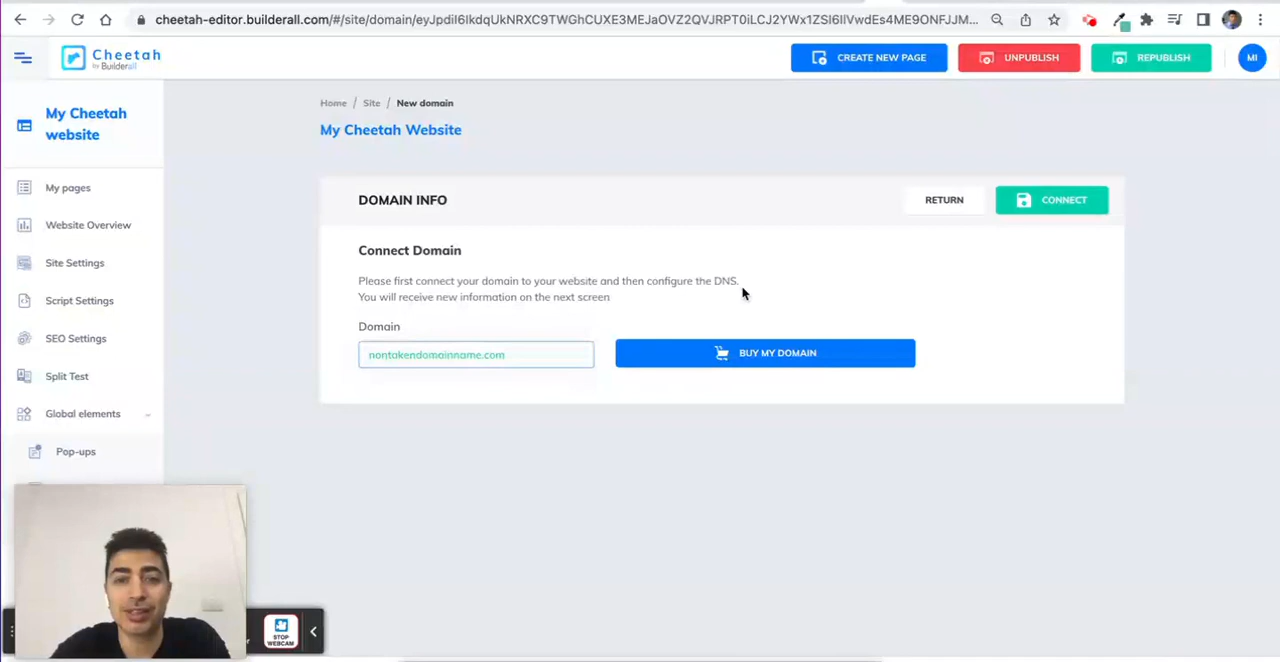 cheetah-editor.builderall.com/#/site/domain/eyJpdiI6IkdqUkNRXC9TWGhCUXE3MEJaOVZ2QVJRPT0iLCJ2YWx1ZSI6IlVwdEs4ME9ONFJJM...
Cheetah
by Builderall
CREATE NEW PAGE
UNPUBLISH
REPUBLISH
MI
My Cheetah
website
Home / Site / New domain
My Cheetah Website
My pages
Website Overview
Site Settings
Script Settings
SEO Settings
Split Test
Global elements
Pop-ups
DOMAIN INFO
RETURN
CONNECT
Connect Domain
Please first connect your domain to your website and then configure the DNS.
You will receive new information on the next screen
Domain
nontakendomainname.com
BUY MY DOMAIN
STOP
WEBCAM